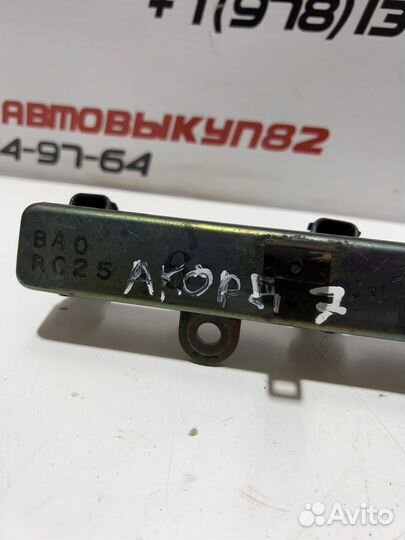 +7(978)13
АВТОВЫКУП82
4-97-64
BA0
RC25
АКОРД 7
Avito